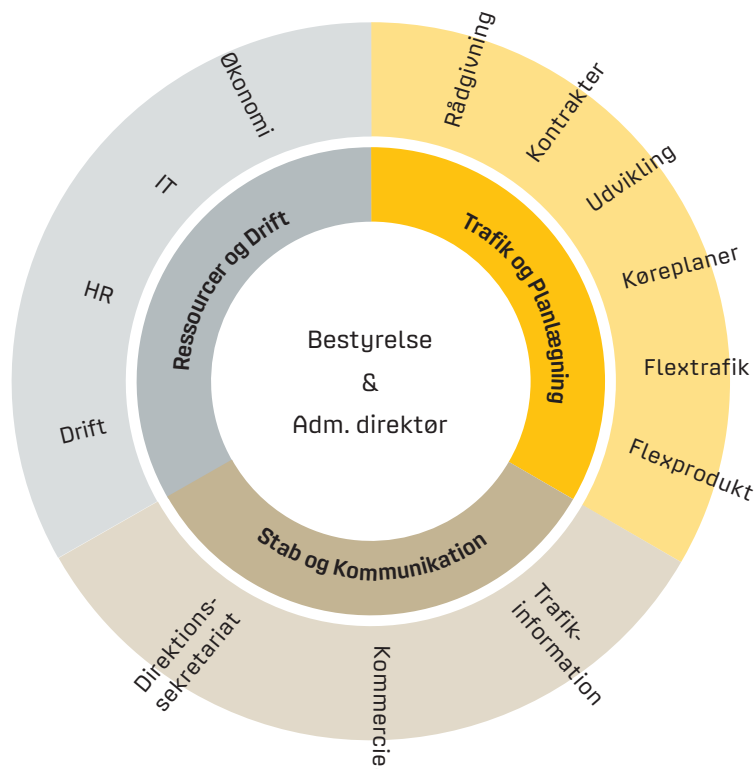 Bestyrelse
&
Adm. direktør
Trafik og Planlægning
Rådgivning
Kontrakter
Udvikling
Køreplaner
Flextrafik
Flexprodukt
Stab og Kommunikation
Trafik-
information
Kommercie
Direktions-
sekretariat
Ressourcer og Drift
Drift
HR
IT
Økonomi